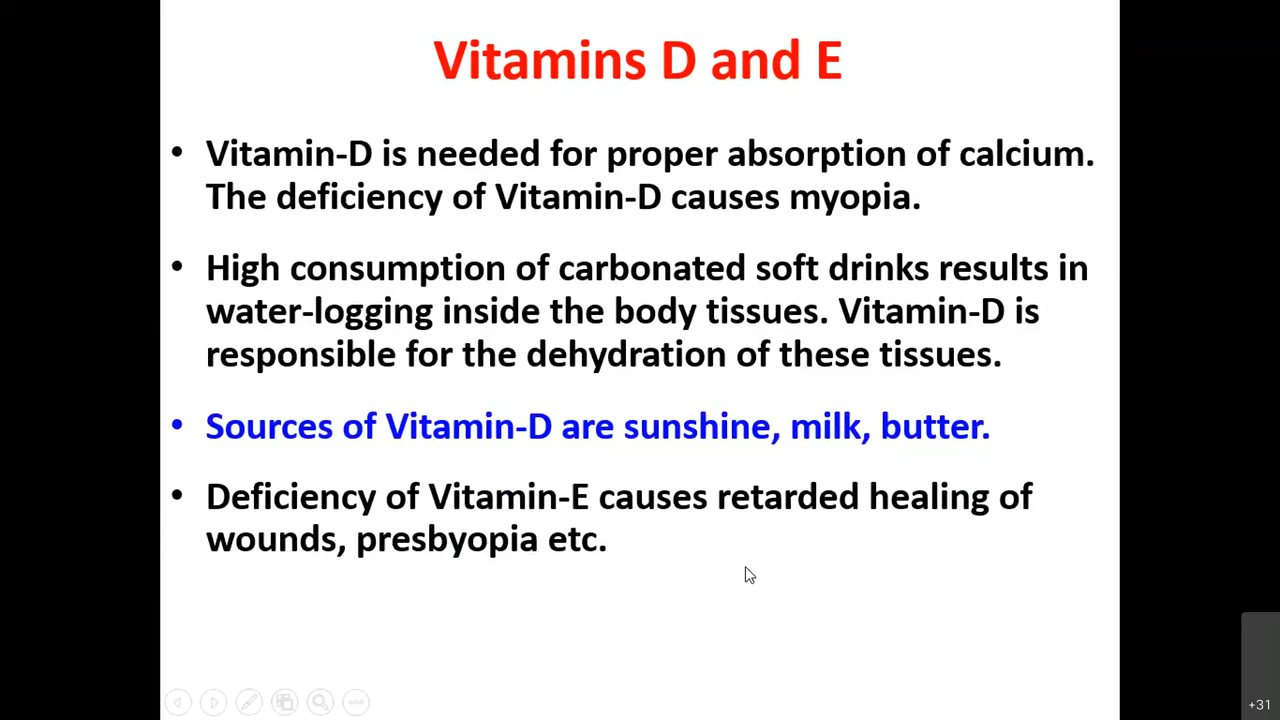 Vitamins D and E
• Vitamin-D is needed for proper absorption of calcium.
The deficiency of Vitamin-D causes myopia.
• High consumption of carbonated soft drinks results in
water-logging inside the body tissues. Vitamin-D is
responsible for the dehydration of these tissues.
• Sources of Vitamin-D are sunshine, milk, butter.
• Deficiency of Vitamin-E causes retarded healing of
wounds, presbyopia etc.
+31